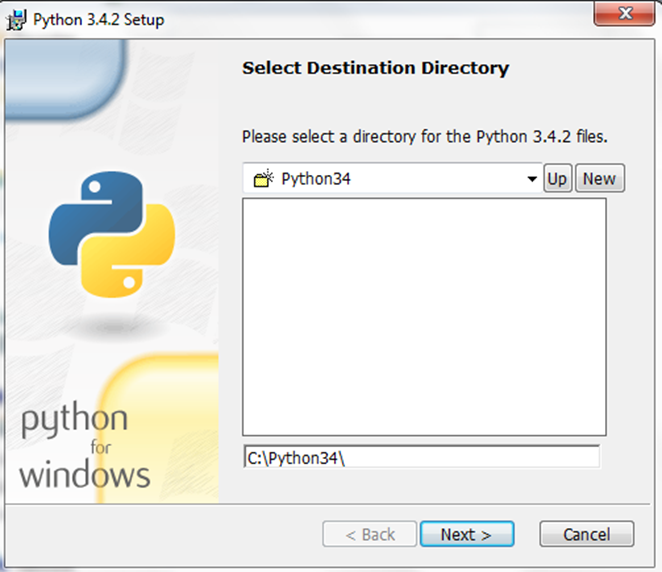 Python 3.4.2 Setup
Select Destination Directory
Please select a directory for the Python 3.4.2 files.
Python34
Up
New
C:\Python34\
python
for
windows
< Back
Next >
Cancel